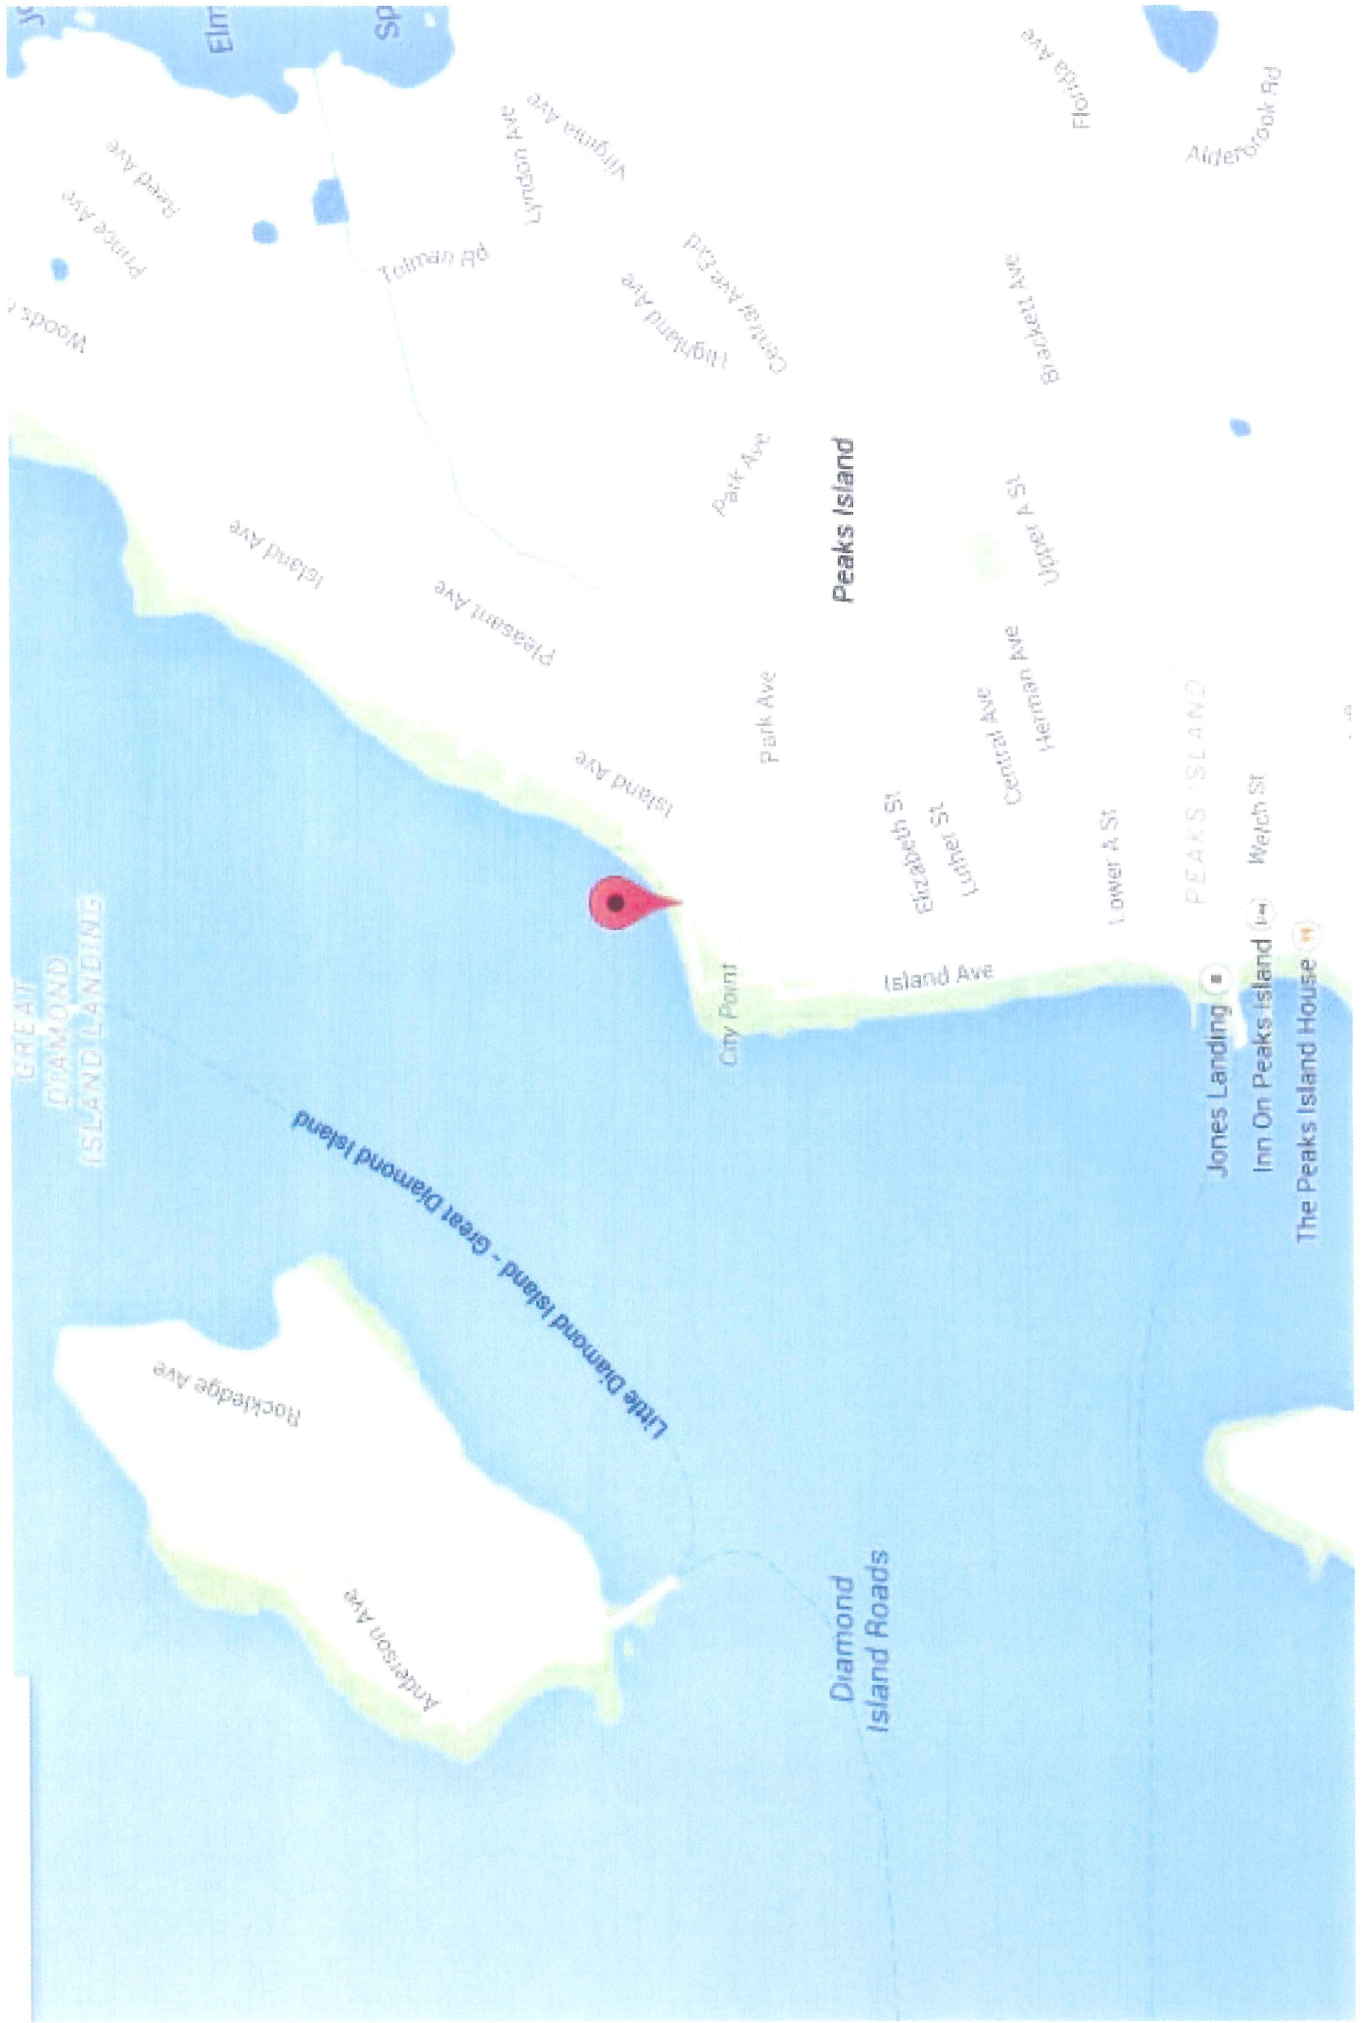 GREAT
DIAMOND
ISLAND LANDING
Little Diamond Island - Great Diamond Island
Rockledge Ave
Anderson Ave
Diamond
Island Roads
Prince Ave
Reed Ave
Tolman Rd
Lyndon Ave
Virginia Ave
Highland Ave
Central Ave Extd
Island Ave
Pleasant Ave
Island Ave
Park Ave
Park Ave
Peaks Island
City Point
Island Ave
Elizabeth St
Luther St
Central Ave
Herman Ave
Upper A St
Brackett Ave
Florida Ave
Alderbrook Rd
Lower A St
PEAKS ISLAND
Welch St
Jones Landing
Inn On Peaks Island
The Peaks Island House
Woods